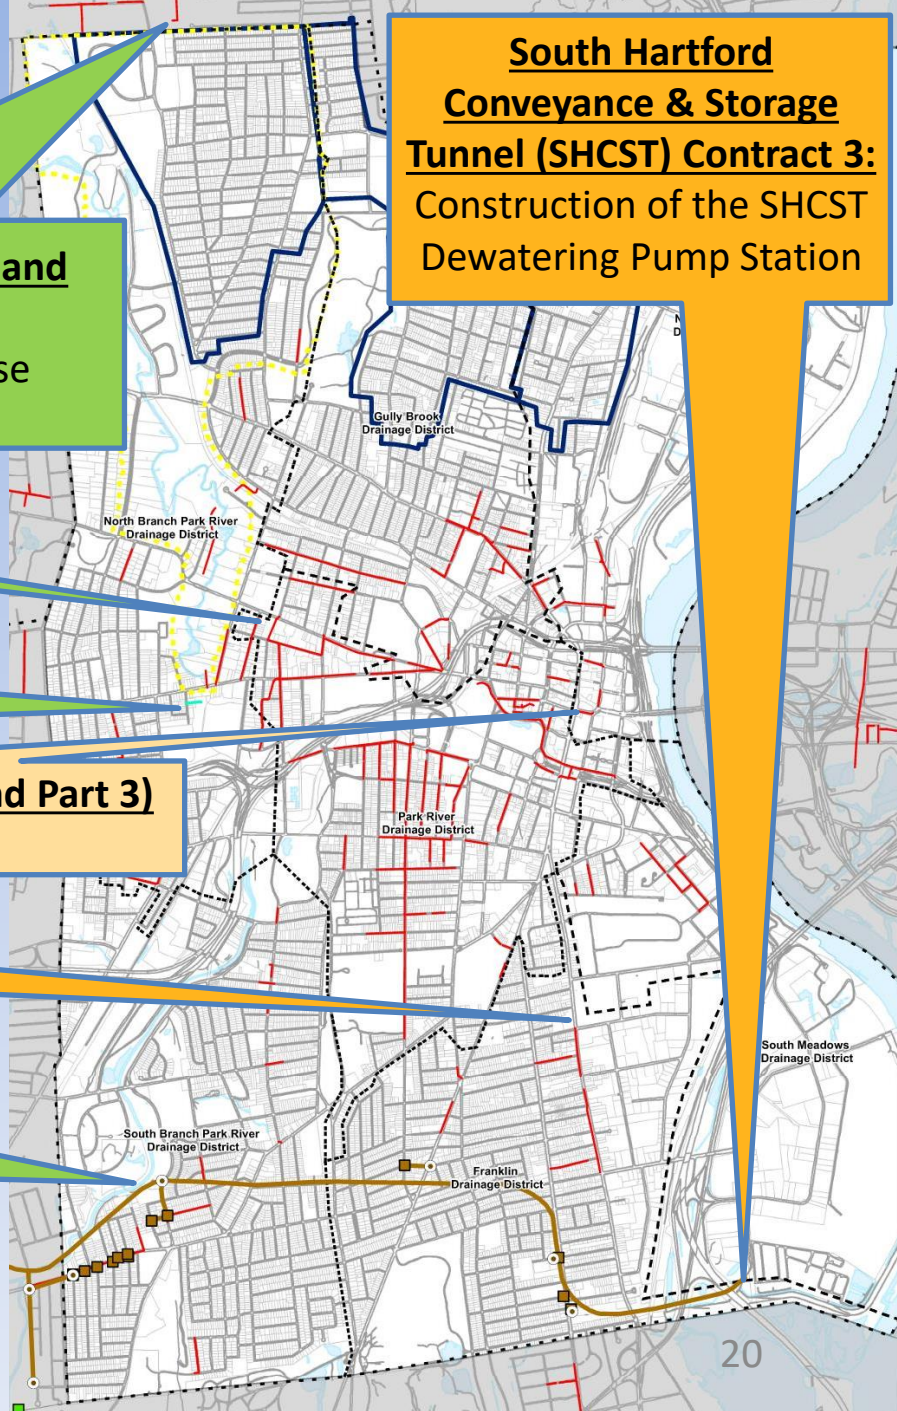 South Hartford
Conveyance & Storage
Tunnel (SHCST) Contract 3:
Construction of the SHCST
Dewatering Pump Station
and
se
N
D
Gully Brook
Drainage District
North Branch Park River
Drainage District
d Part 3)
Park River
Drainage District
South Meadows
Drainage District
South Branch Park River
Drainage District
Franklin
Drainage District
20